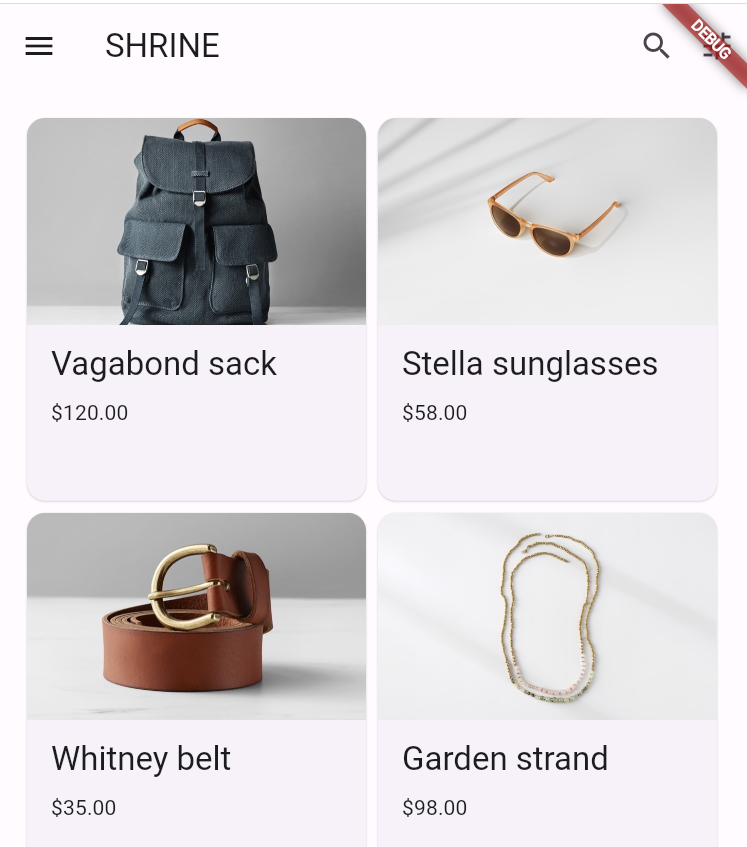 SHRINE
DEBUG
Vagabond sack
$120.00
Stella sunglasses
$58.00
Whitney belt
$35.00
Garden strand
$98.00